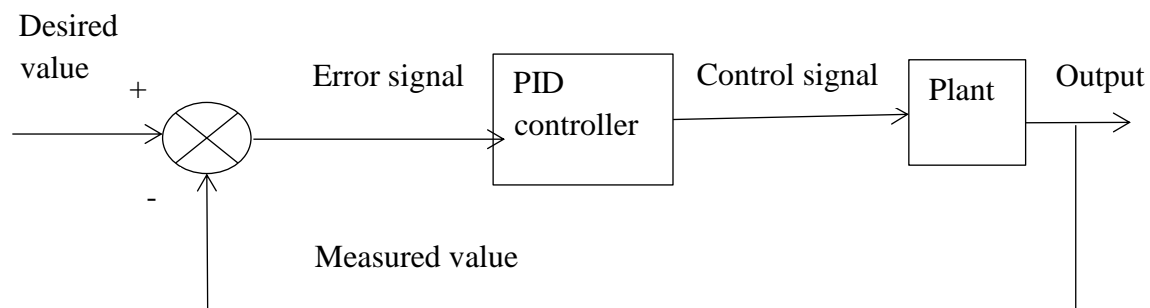 Desired
value
+
Error signal
PID
controller
Control signal
Plant
Output
-
Measured value